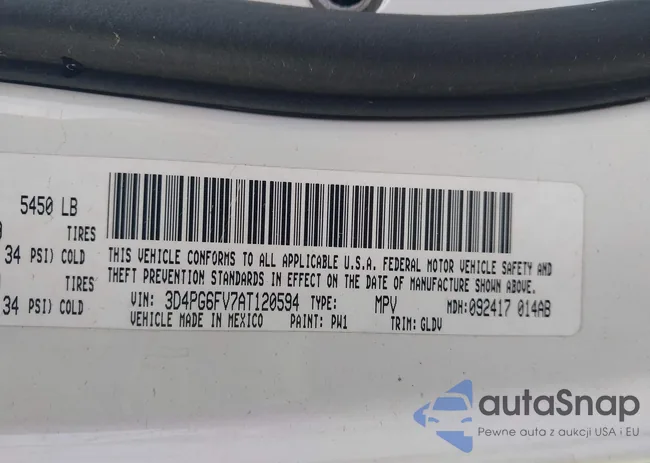 5450 LB
TIRES
34 PSI) COLD
TIRES
34 PSI) COLD
THIS VEHICLE CONFORMS TO ALL APPLICABLE U.S.A. FEDERAL MOTOR VEHICLE SAFETY AND
THEFT PREVENTION STANDARDS IN EFFECT ON THE DATE OF MANUFACTURE SHOWN ABOVE.
VIN: 3D4PG6FV7AT120594 TYPE: MPV MDH:092417 014AB
VEHICLE MADE IN MEXICO PAINT: PW1 TRIM: GLDV
autoSnap
Pewne auta z aukcji USA i EU